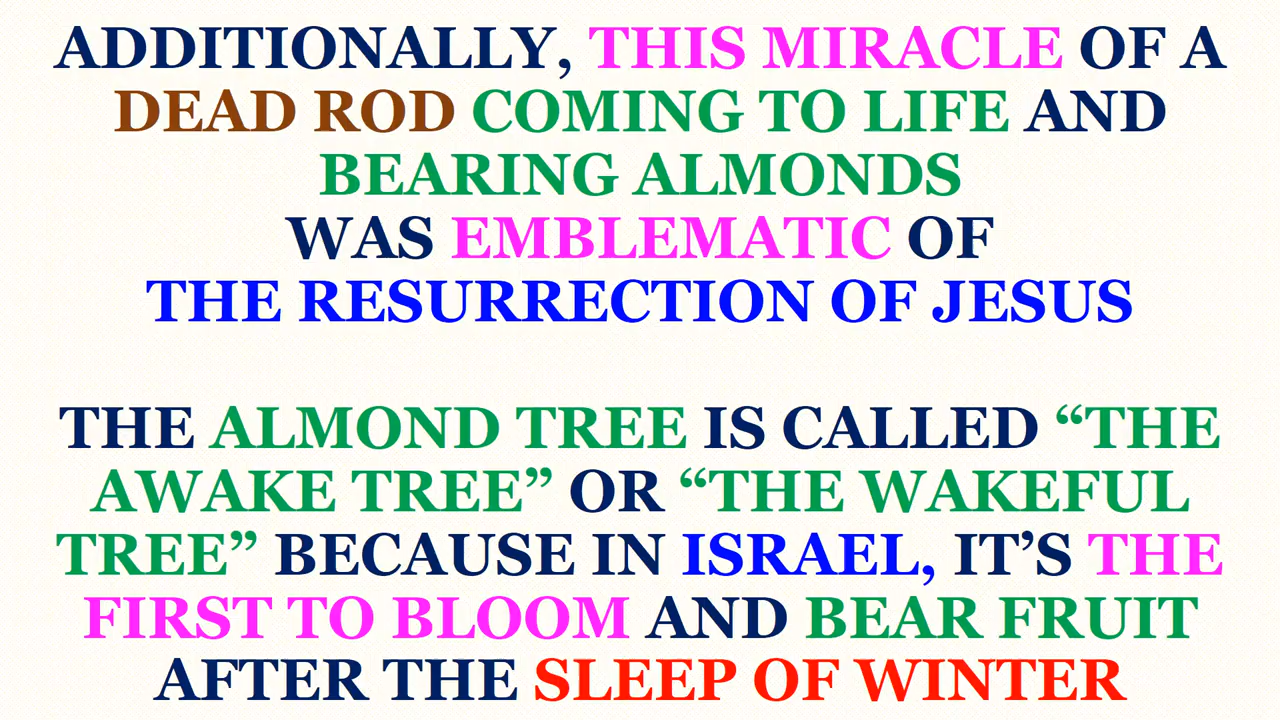 ADDITIONALLY, THIS MIRACLE OF A
DEAD ROD COMING TO LIFE AND
BEARING ALMONDS
WAS EMBLEMATIC OF
THE RESURRECTION OF JESUS
THE ALMOND TREE IS CALLED “THE
AWAKE TREE” OR “THE WAKEFUL
TREE” BECAUSE IN ISRAEL, IT’S THE
FIRST TO BLOOM AND BEAR FRUIT
AFTER THE SLEEP OF WINTER